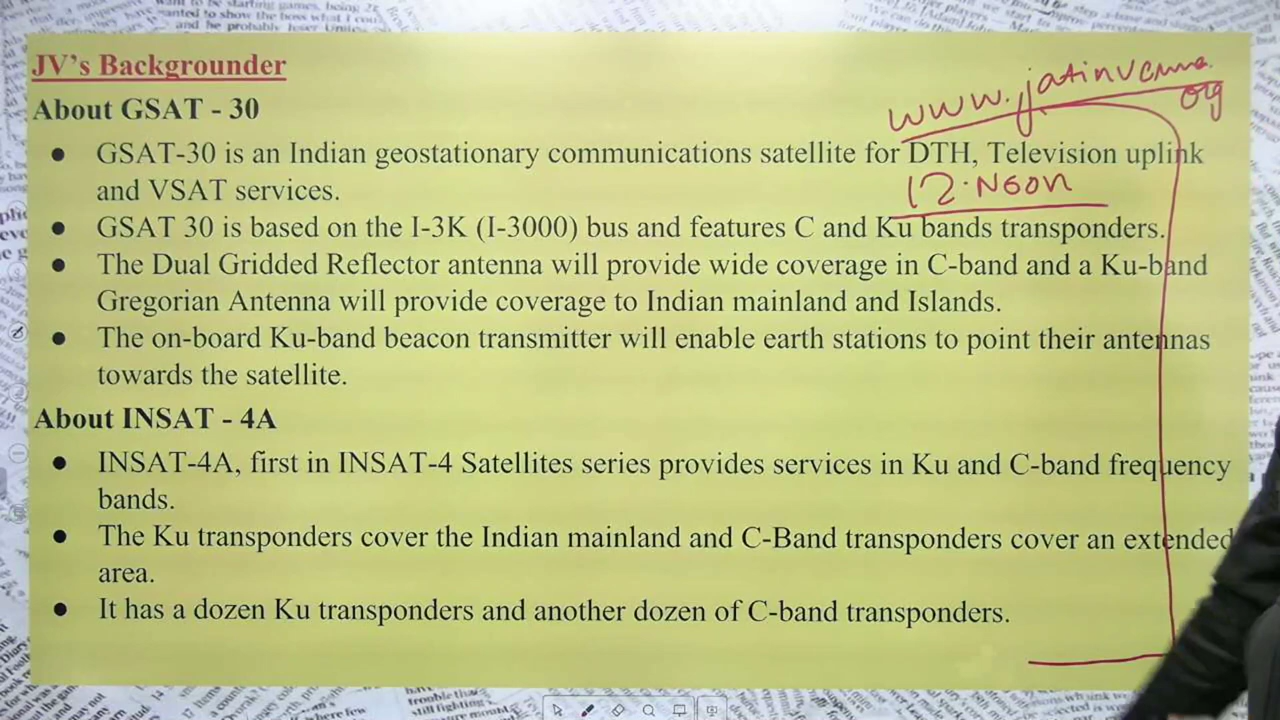 JV's Backgrounder
www.jatinverma.
org
About GSAT - 30
● GSAT-30 is an Indian geostationary communications satellite for DTH, Television uplink
and VSAT services.
12 Noon
● GSAT 30 is based on the I-3K (I-3000) bus and features C and Ku bands transponders.
● The Dual Gridded Reflector antenna will provide wide coverage in C-band and a Ku-band
Gregorian Antenna will provide coverage to Indian mainland and Islands.
● The on-board Ku-band beacon transmitter will enable earth stations to point their antennas
towards the satellite.
About INSAT - 4A
● INSAT-4A, first in INSAT-4 Satellites series provides services in Ku and C-band frequency
bands.
● The Ku transponders cover the Indian mainland and C-Band transponders cover an extended
area.
● It has a dozen Ku transponders and another dozen of C-band transponders.